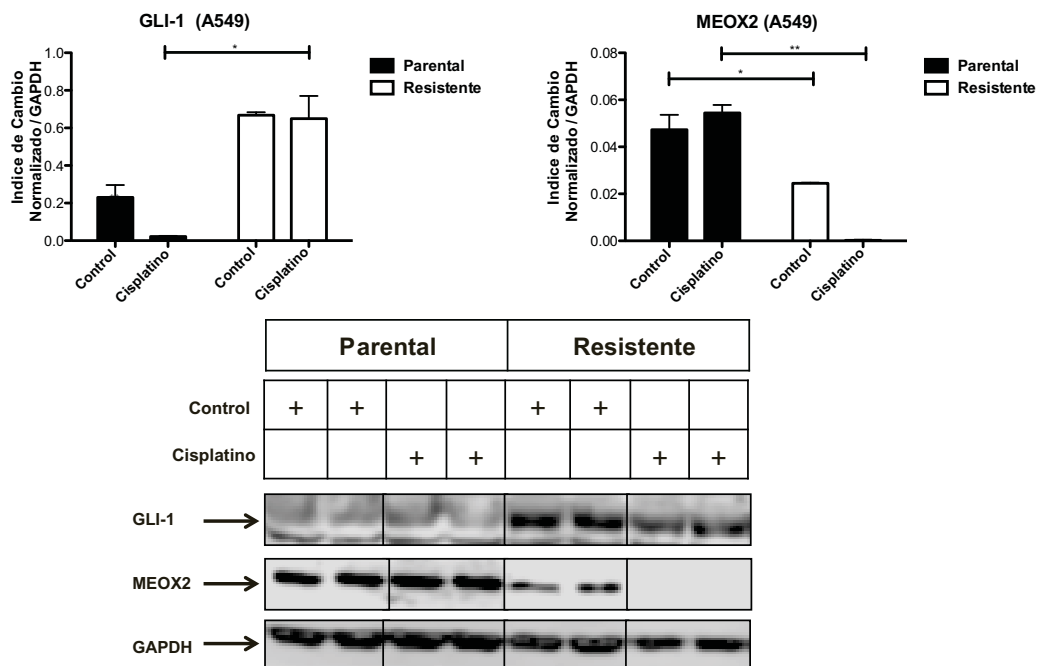 GLI-1 (A549)
Indice de Cambio
Normalizado / GAPDH
1.0
0.8
0.6
0.4
0.2
0.0
*
Control
Cisplatino
Control
Cisplatino
Parental
Resistente
MEOX2 (A549)
Indice de Cambio
Normalizado / GAPDH
0.08
0.06
0.04
0.02
0.00
**
*
Control
Cisplatino
Control
Cisplatino
Parental
Resistente
Parental Resistente
Control + + + +
Cisplatino + + + +
GLI-1
MEOX2
GAPDH